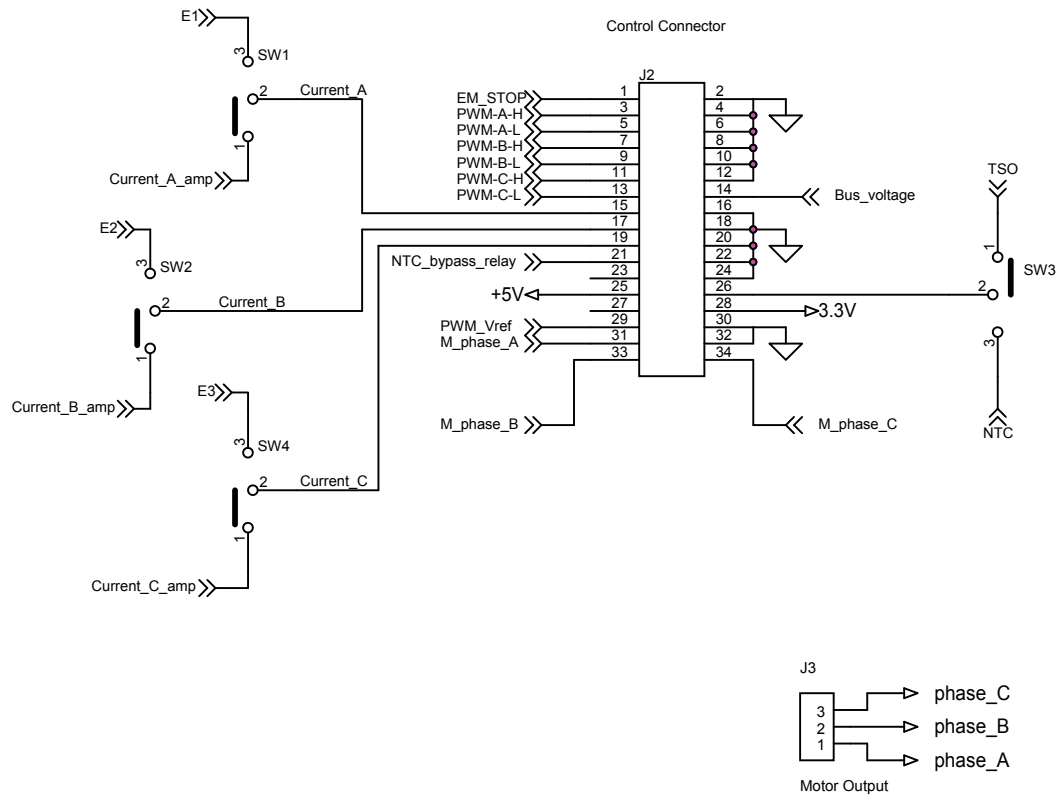 E1
3
SW1
2
Current_A
1
Current_A_amp
E2
3
SW2
2
Current_B
1
Current_B_amp
E3
3
SW4
2
Current_C
1
Current_C_amp
Control Connector
J2
EM_STOP 1 2
PWM-A-H 3 4
PWM-A-L 5 6
PWM-B-H 7 8
PWM-B-L 9 10
PWM-C-H 11 12
PWM-C-L 13 14 Bus_voltage
15 16
17 18
19 20
NTC_bypass_relay 21 22
23 24
+5V 25 26
27 28 3.3V
PWM_Vref 29 30
M_phase_A 31 32
33 34
M_phase_B
M_phase_C
TSO
1
SW3
2
3
NTC
J3
3 phase_C
2 phase_B
1 phase_A
Motor Output